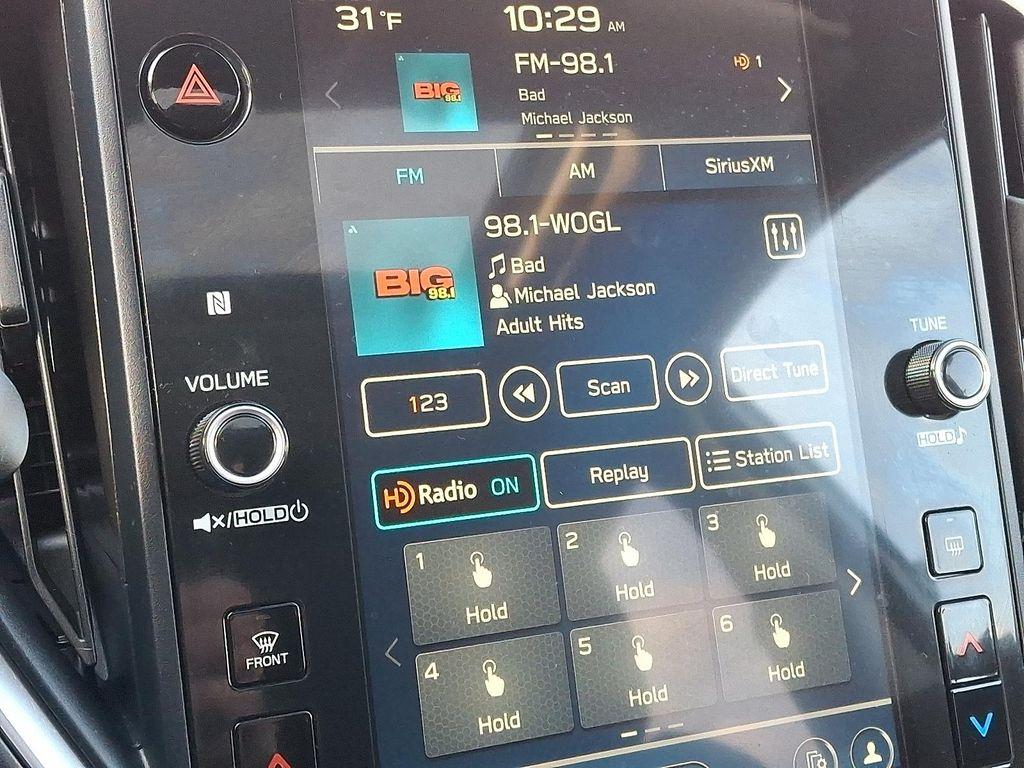 31 °F
10:29 AM
BIG
98.1
FM-98.1
HD 1
Bad
Michael Jackson
FM
AM
SiriusXM
BIG
98.1
98.1-WOGL
Bad
Michael Jackson
Adult Hits
N
VOLUME
TUNE
123
Scan
Direct Tune
HOLD
HD Radio ON
Replay
Station List
/HOLD
1
Hold
2
Hold
3
Hold
FRONT
4
Hold
5
Hold
6
Hold